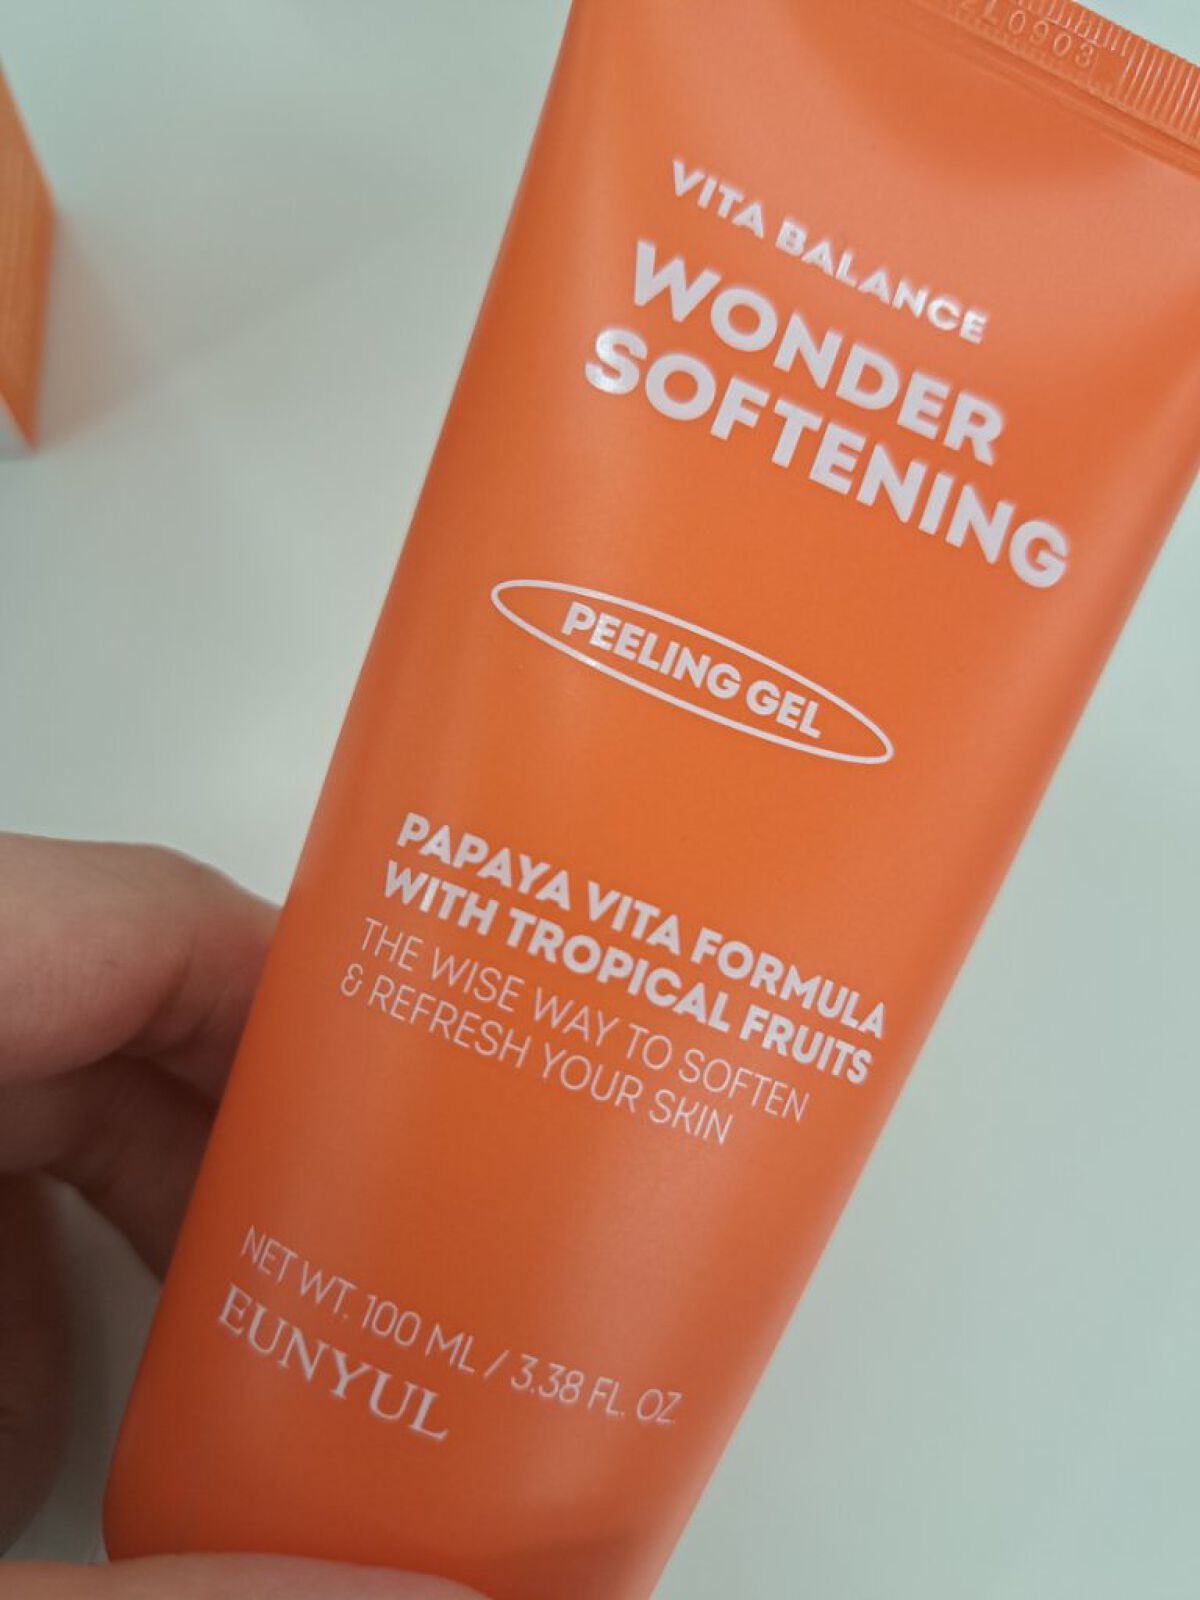 0903
VITA BALANCE
WONDER
SOFTENING
PEELING GEL
PAPAYA VITA FORMULA
WITH TROPICAL FRUITS
THE WISE WAY TO SOFTEN
& REFRESH YOUR SKIN
NET WT. 100 ML / 3.38 FL. OZ.
EUNYUL